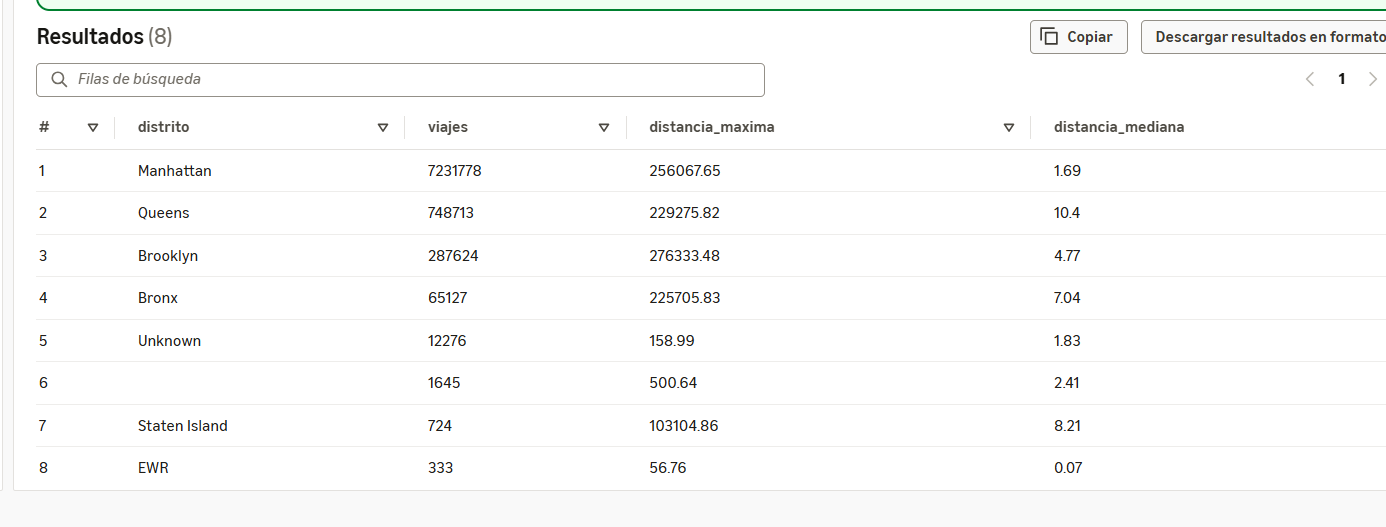 Resultados (8)
Copiar
Descargar resultados en formato
Filas de búsqueda
1
# distrito viajes distancia_maxima distancia_mediana
1 Manhattan 7231778 256067.65 1.69
2 Queens 748713 229275.82 10.4
3 Brooklyn 287624 276333.48 4.77
4 Bronx 65127 225705.83 7.04
5 Unknown 12276 158.99 1.83
6 1645 500.64 2.41
7 Staten Island 724 103104.86 8.21
8 EWR 333 56.76 0.07